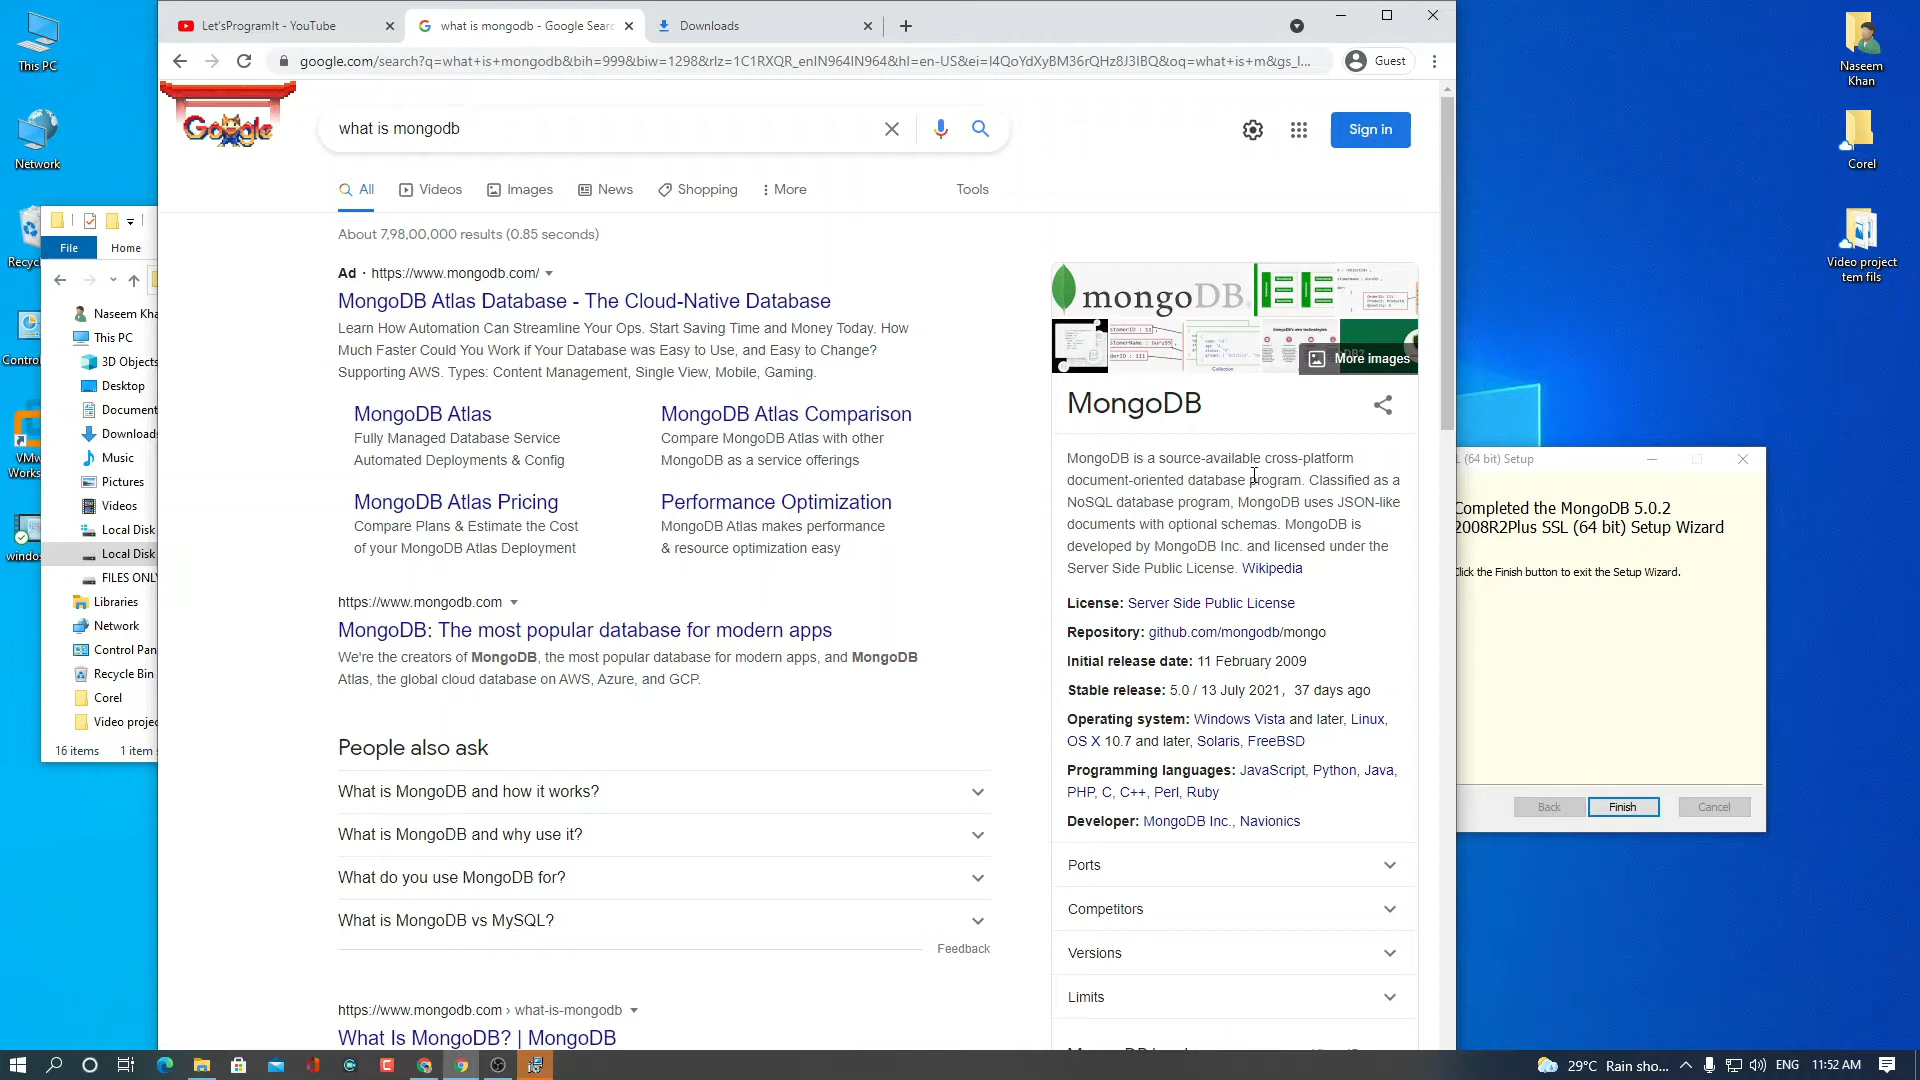 This PC
Network
Recyc
Control
VMw
Works
windo
File
Home
Naseem Kha
This PC
3D Objects
Desktop
Document
Downloads
Music
Pictures
Videos
Local Disk
Local Disk
FILES ONLY
Libraries
Network
Control Pan
Recycle Bin
Corel
Video projec
16 items 1 item
Let'sProgramIt - YouTube
what is mongodb - Google Searc
Downloads
google.com/search?q=what+is+mongodb&bih=999&biw=1298&rlz=1C1RXQR_enIN964IN964&hl=en-US&ei=I4QoYdXyBM36rQHz8J3IBQ&oq=what+is+m&gs_l...
Guest
Google
what is mongodb
Sign in
All
Videos
Images
News
Shopping
More
Tools
About 7,98,00,000 results (0.85 seconds)
Ad · https://www.mongodb.com/
MongoDB Atlas Database - The Cloud-Native Database
Learn How Automation Can Streamline Your Ops. Start Saving Time and Money Today. How
Much Faster Could You Work if Your Database was Easy to Use, and Easy to Change?
Supporting AWS. Types: Content Management, Single View, Mobile, Gaming.
MongoDB Atlas
Fully Managed Database Service
Automated Deployments & Config
MongoDB Atlas Comparison
Compare MongoDB Atlas with other
MongoDB as a service offerings
MongoDB Atlas Pricing
Compare Plans & Estimate the Cost
of your MongoDB Atlas Deployment
Performance Optimization
MongoDB Atlas makes performance
& resource optimization easy
https://www.mongodb.com
MongoDB: The most popular database for modern apps
We're the creators of MongoDB, the most popular database for modern apps, and MongoDB
Atlas, the global cloud database on AWS, Azure, and GCP.
People also ask
What is MongoDB and how it works?
What is MongoDB and why use it?
What do you use MongoDB for?
What is MongoDB vs MySQL?
Feedback
https://www.mongodb.com › what-is-mongodb
What Is MongoDB? | MongoDB
mongoDB
More images
MongoDB
MongoDB is a source-available cross-platform
document-oriented database program. Classified as a
NoSQL database program, MongoDB uses JSON-like
documents with optional schemas. MongoDB is
developed by MongoDB Inc. and licensed under the
Server Side Public License. Wikipedia
License: Server Side Public License
Repository: github.com/mongodb/mongo
Initial release date: 11 February 2009
Stable release: 5.0 / 13 July 2021, 37 days ago
Operating system: Windows Vista and later, Linux,
OS X 10.7 and later, Solaris, FreeBSD
Programming languages: JavaScript, Python, Java,
PHP, C, C++, Perl, Ruby
Developer: MongoDB Inc., Navionics
Ports
Competitors
Versions
Limits
Naseem
Khan
Corel
Video project
tem fils
(64 bit) Setup
Completed the MongoDB 5.0.2
2008R2Plus SSL (64 bit) Setup Wizard
Click the Finish button to exit the Setup Wizard.
Back
Finish
Cancel
29°C Rain sho...
ENG
11:52 AM